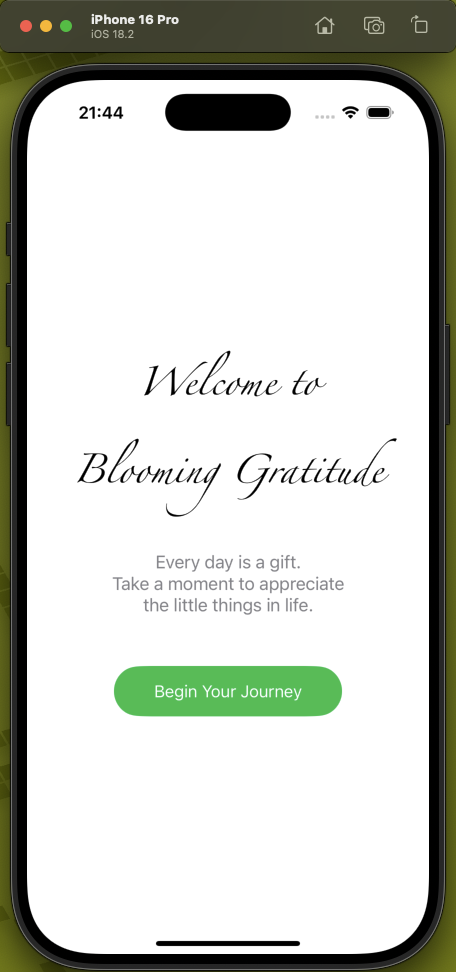 iPhone 16 Pro
iOS 18.2
21:44
Welcome to
Blooming Gratitude
Every day is a gift.
Take a moment to appreciate
the little things in life.
Begin Your Journey